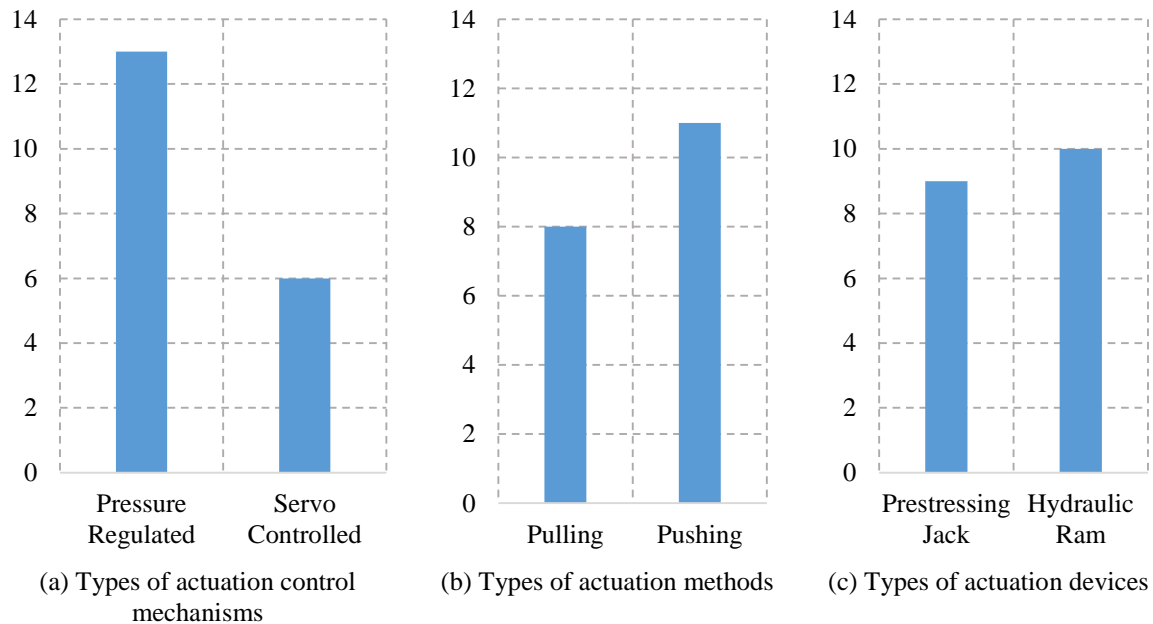 14
12
10
8
6
4
2
0
Pressure
Regulated
Servo
Controlled
(a) Types of actuation control
mechanisms
14
12
10
8
6
4
2
0
Pulling
Pushing
(b) Types of actuation methods
14
12
10
8
6
4
2
0
Prestressing
Jack
Hydraulic
Ram
(c) Types of actuation devices